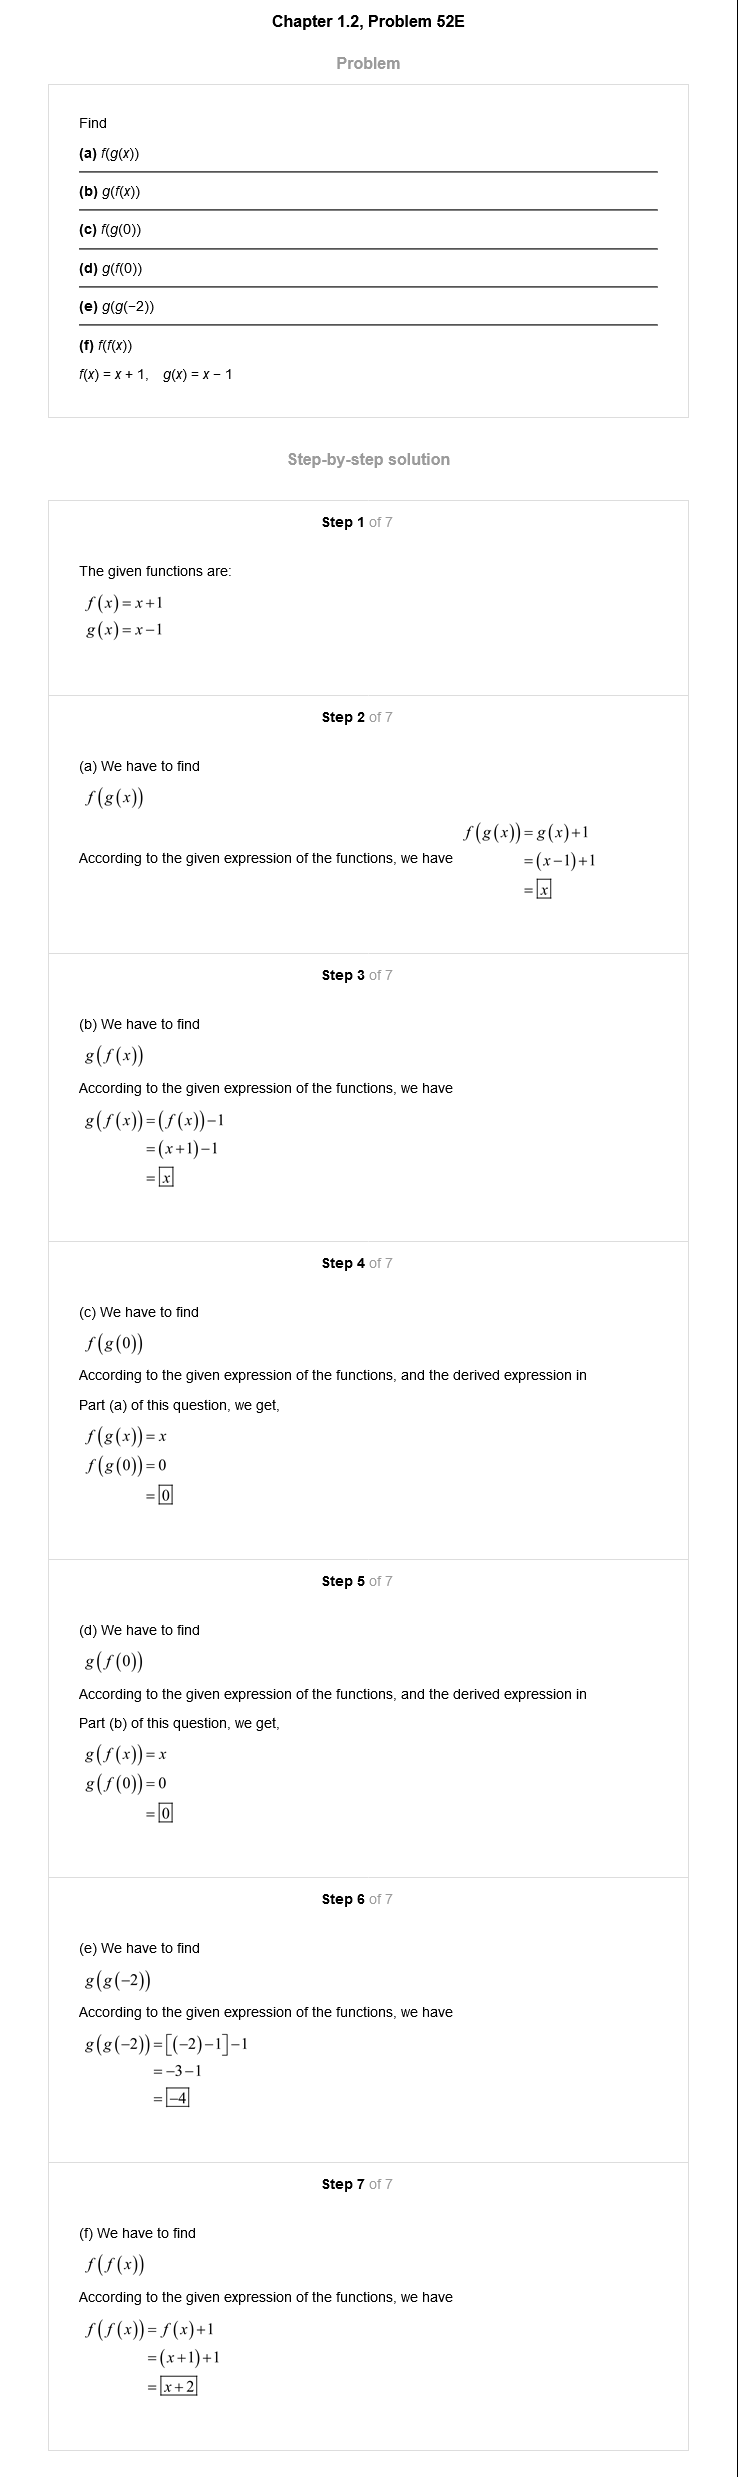 Chapter 1.2, Problem 52E
Problem
Find
(a) f(g(x))
(b) g(f(x))
(c) f(g(0))
(d) g(f(0))
(e) g(g(−2))
(f) f(f(x))
f(x) = x + 1, g(x) = x − 1
Step-by-step solution
Step 1 of 7
The given functions are:
f(x)=x+1
g(x)=x−1
Step 2 of 7
(a) We have to find
f(g(x))
According to the given expression of the functions, we have
f(g(x))=g(x)+1
=(x−1)+1
=x
Step 3 of 7
(b) We have to find
g(f(x))
According to the given expression of the functions, we have
g(f(x))=(f(x))−1
=(x+1)−1
=x
Step 4 of 7
(c) We have to find
f(g(0))
According to the given expression of the functions, and the derived expression in
Part (a) of this question, we get,
f(g(x))=x
f(g(0))=0
=0
Step 5 of 7
(d) We have to find
g(f(0))
According to the given expression of the functions, and the derived expression in
Part (b) of this question, we get,
g(f(x))=x
g(f(0))=0
=0
Step 6 of 7
(e) We have to find
g(g(−2))
According to the given expression of the functions, we have
g(g(−2))=[(−2)−1]−1
=−3−1
=−4
Step 7 of 7
(f) We have to find
f(f(x))
According to the given expression of the functions, we have
f(f(x))=f(x)+1
=(x+1)+1
=x+2